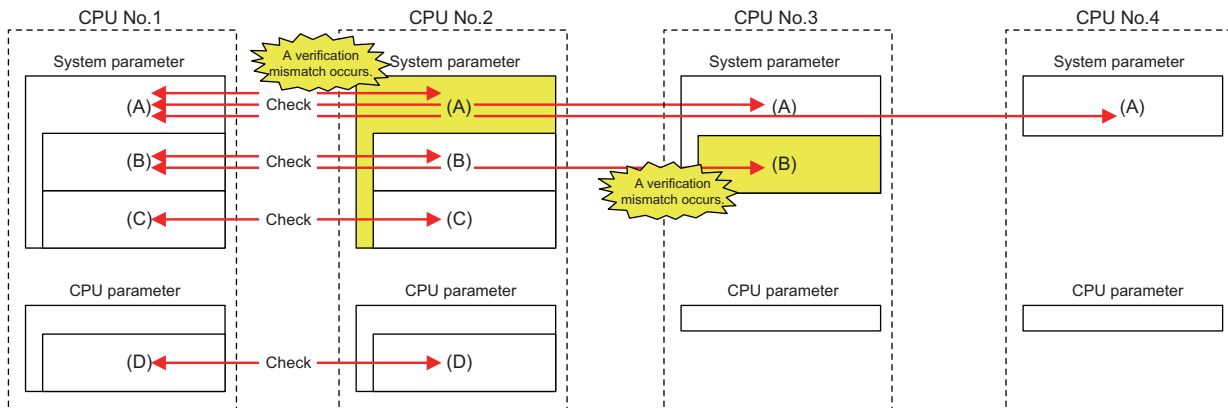 CPU No.1
CPU No.2
CPU No.3
CPU No.4
A verification
mismatch occurs.
System parameter
System parameter
System parameter
System parameter
(A)
Check
(A)
(A)
(A)
(B)
Check
(B)
(B)
A verification
mismatch occurs.
(C)
Check
(C)
CPU parameter
CPU parameter
CPU parameter
CPU parameter
(D)
Check
(D)